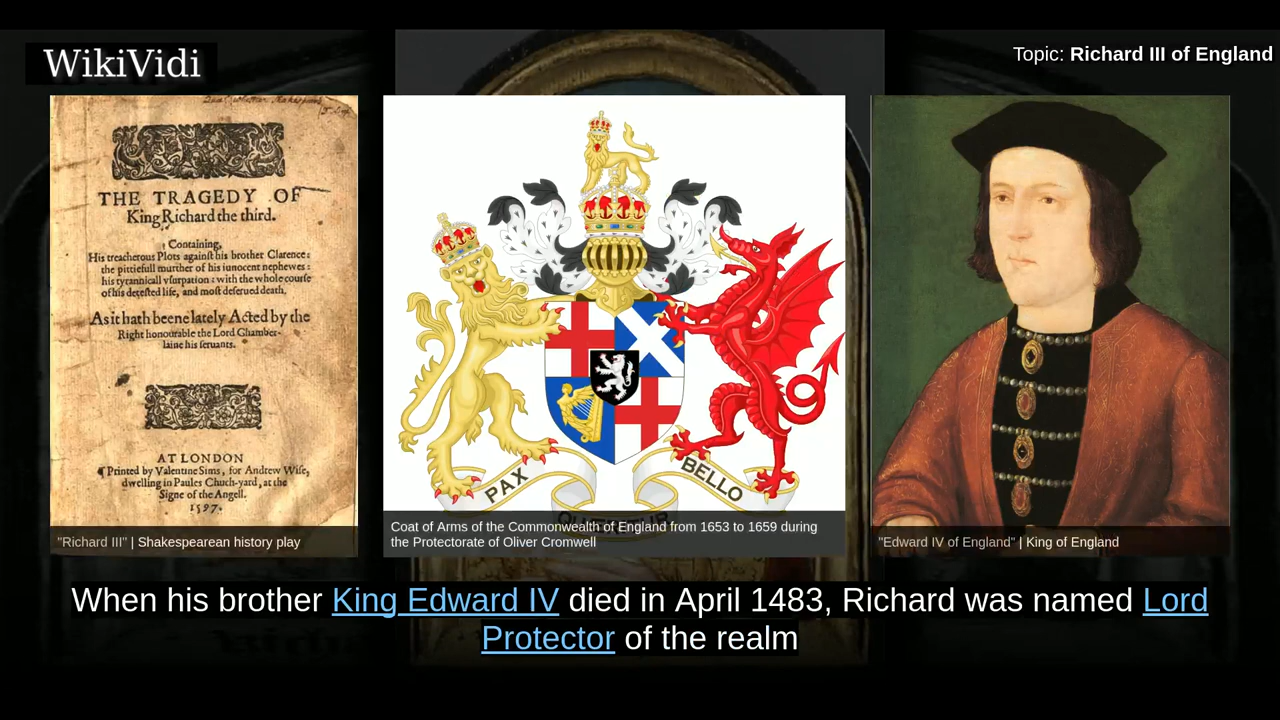 WikiVidi
Topic: Richard III of England
THE TRAGEDY OF
King Richard the third.
Containing,
His treacherous Plots against his brother Clarence:
the pittiefull murther of his innocent nephewes:
his tyrannicall vsurpation: with the whole course
of his detested life, and most deserued death.
As it hath beene lately Acted by the
Right honourable the Lord Chamber-
laine his seruants.
AT LONDON
Printed by Valentine Sims, for Andrew Wise,
dwelling in Paules Chuch-yard, at the
Signe of the Angell.
1597.
"Richard III" | Shakespearean history play
PAX
BELLO
Coat of Arms of the Commonwealth of England from 1653 to 1659 during
the Protectorate of Oliver Cromwell
"Edward IV of England" | King of England
When his brother King Edward IV died in April 1483, Richard was named Lord
Protector of the realm